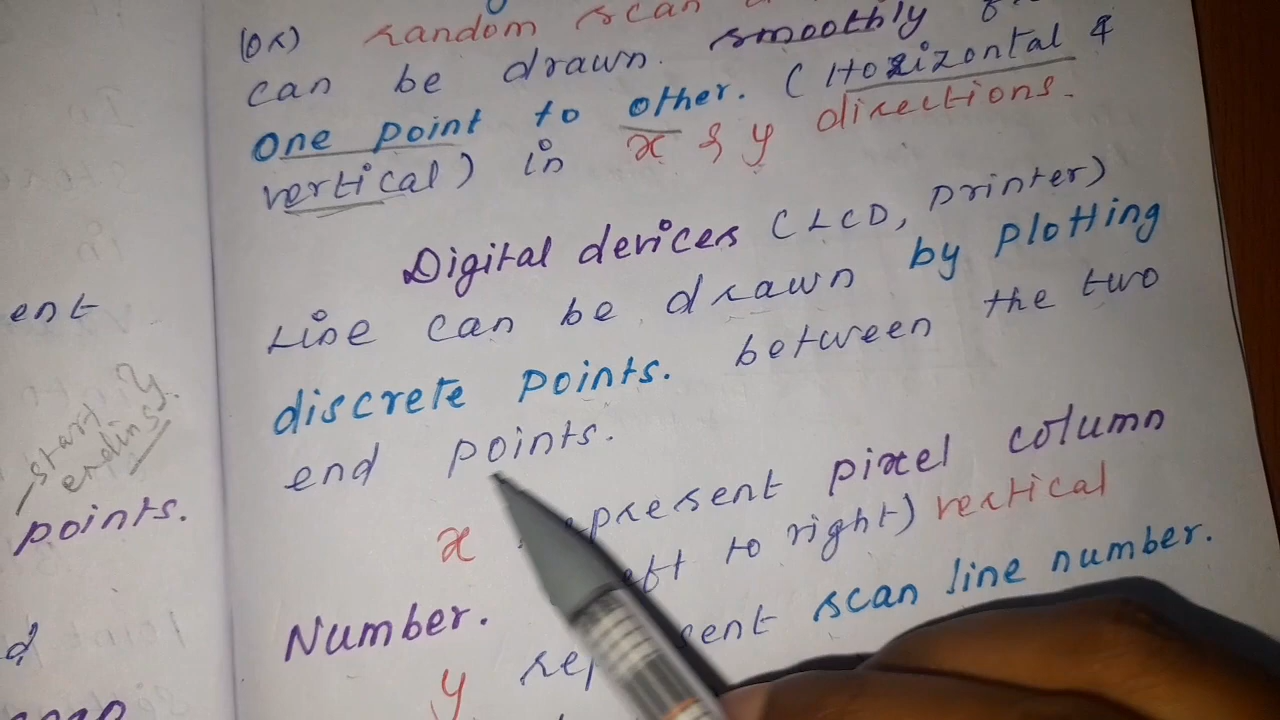 (or) random scan
can be drawn. smoothly
one point to other. (Horizontal &
vertical) in x & y directions.
Digital devices (LCD, printer)
Line can be drawn by plotting
discrete points. between the two
end points.
x represent pixel column
Number. left to right) vertical
y represent scan line number.
ent
start
ending
points.
d